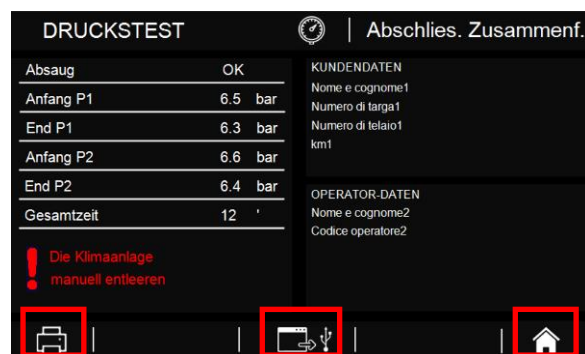 DRUCKSTEST
Abschlies. Zusammenf.
Absaug OK
Anfang P1 6.5 bar
End P1 6.3 bar
Anfang P2 6.6 bar
End P2 6.4 bar
Gesamtzeit 12 '
Die Klimaanlage
manuell entleeren
KUNDENDATEN
Nome e cognome1
Numero di targa1
Numero di telaio1
km1
OPERATOR-DATEN
Nome e cognome2
Codice operatore2